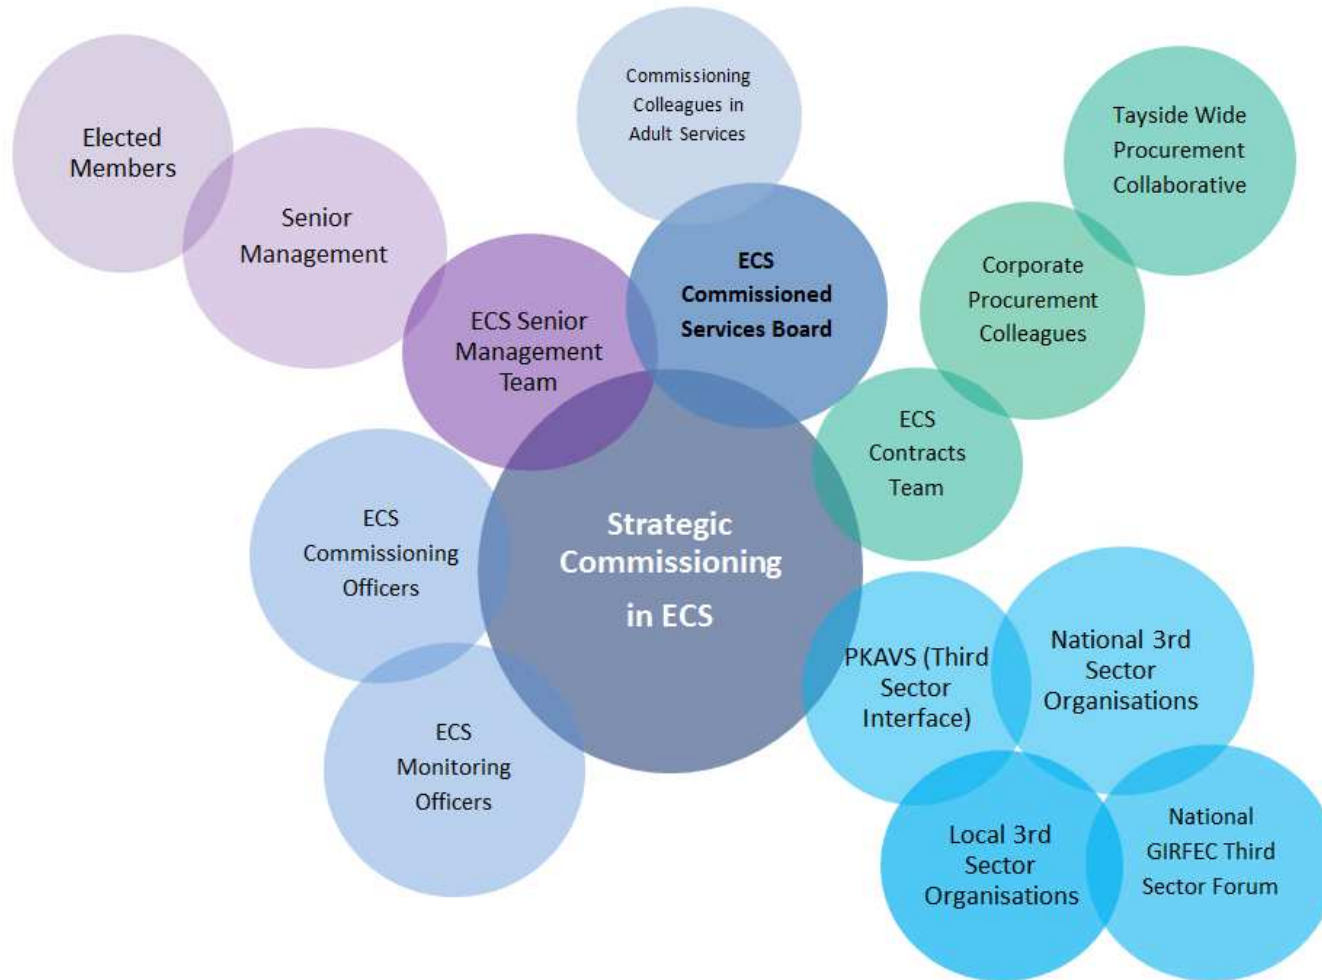 Commissioning
Colleagues in
Adult Services
Elected
Members
Tayside Wide
Procurement
Collaborative
Senior
Management
ECS
Commissioned
Services Board
Corporate
Procurement
Colleagues
ECS Senior
Management
Team
ECS
Contracts
Team
ECS
Commissioning
Officers
Strategic
Commissioning
in ECS
PKAVS (Third
Sector
Interface)
National 3rd
Sector
Organisations
ECS
Monitoring
Officers
Local 3rd
Sector
Organisations
National
GIRFEC Third
Sector Forum